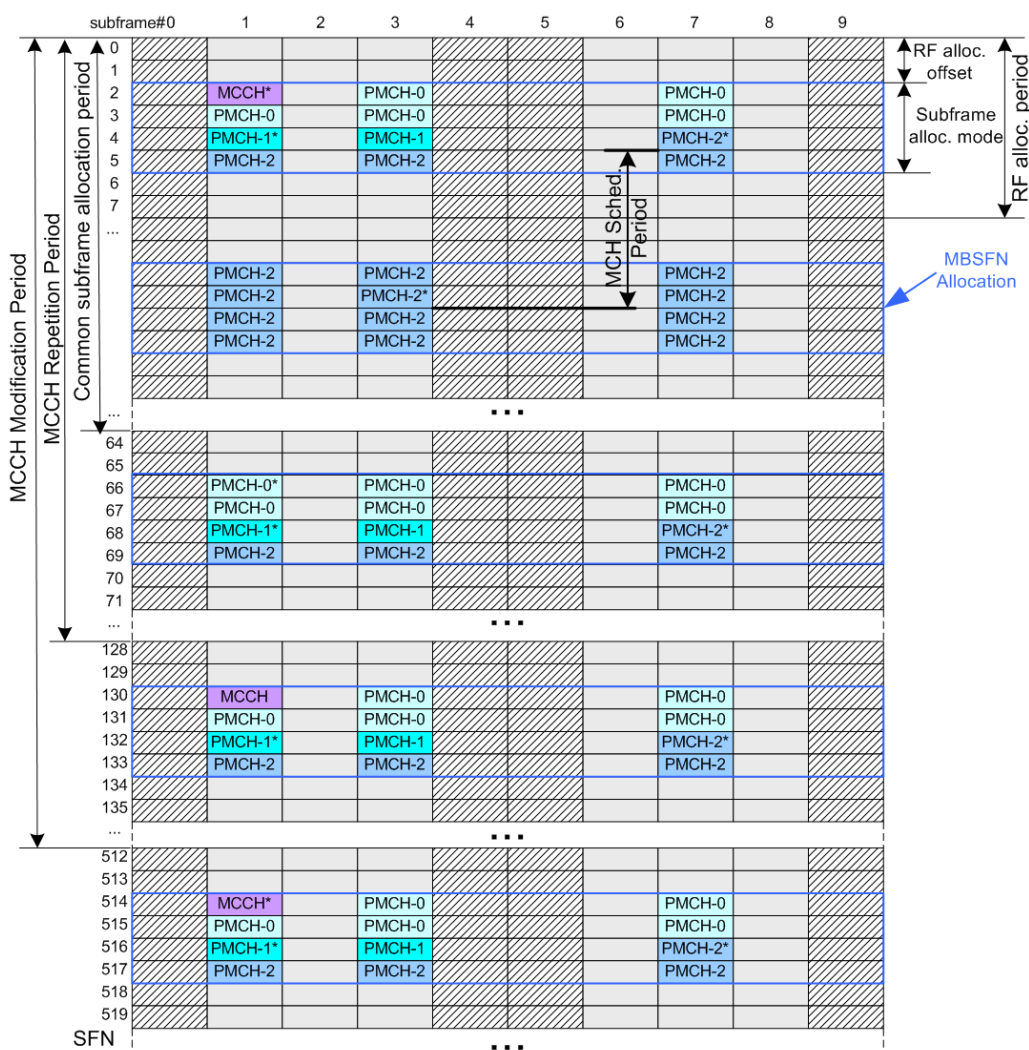 subframe#0 1 2 3 4 5 6 7 8 9
MCCH Modification Period
MCCH Repetition Period
Common subframe allocation period
0
1
2 MCCH* PMCH-0 PMCH-0
3 PMCH-0 PMCH-0 PMCH-0
4 PMCH-1* PMCH-1 PMCH-2*
5 PMCH-2 PMCH-2 PMCH-2
6
7
...
PMCH-2 PMCH-2 PMCH-2
PMCH-2 PMCH-2* PMCH-2
PMCH-2 PMCH-2 PMCH-2
PMCH-2 PMCH-2 PMCH-2
MCH Sched.
Period
RF alloc.
offset
Subframe
alloc. mode
RF alloc. period
MBSFN
Allocation
... ...
64
65
66 PMCH-0* PMCH-0 PMCH-0
67 PMCH-0 PMCH-0 PMCH-0
68 PMCH-1* PMCH-1 PMCH-2*
69 PMCH-2 PMCH-2 PMCH-2
70
71
... ...
128
129
130 MCCH PMCH-0 PMCH-0
131 PMCH-0 PMCH-0 PMCH-0
132 PMCH-1* PMCH-1 PMCH-2*
133 PMCH-2 PMCH-2 PMCH-2
134
135
... ...
512
513
514 MCCH* PMCH-0 PMCH-0
515 PMCH-0 PMCH-0 PMCH-0
516 PMCH-1* PMCH-1 PMCH-2*
517 PMCH-2 PMCH-2 PMCH-2
518
519
SFN ...